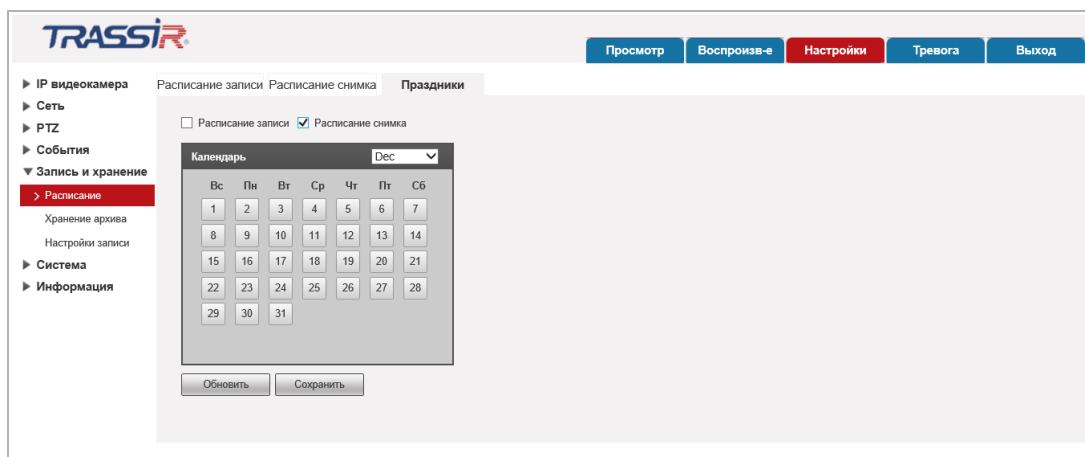 TRASSIR
Просмотр Воспроизв-е Настройки Тревога Выход
IP видеокамера
Сеть
PTZ
События
Запись и хранение
Расписание
Хранение архива
Настройки записи
Система
Информация
Расписание записи Расписание снимка Праздники
Расписание записи Расписание снимка
Календарь Dec
Вс Пн Вт Ср Чт Пт Сб
1 2 3 4 5 6 7
8 9 10 11 12 13 14
15 16 17 18 19 20 21
22 23 24 25 26 27 28
29 30 31
Обновить Сохранить